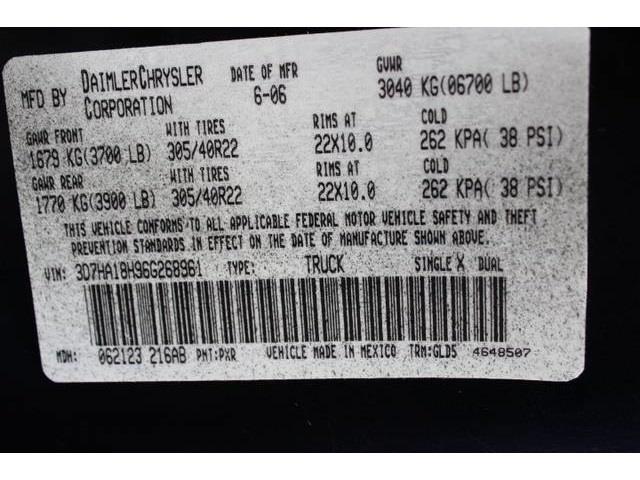 MFD BY DAIMLERCHRYSLER CORPORATION DATE OF MFR 6-06 GVWR 3040 KG(06700 LB)
GAWR FRONT WITH TIRES RIMS AT COLD
1679 KG(3700 LB) 305/40R22 22X10.0 262 KPA( 38 PSI)
GAWR REAR WITH TIRES RIMS AT COLD
1770 KG(3900 LB) 305/40R22 22X10.0 262 KPA( 38 PSI)
THIS VEHICLE CONFORMS TO ALL APPLICABLE FEDERAL MOTOR VEHICLE SAFETY AND THEFT
PREVENTION STANDARDS IN EFFECT ON THE DATE OF MANUFACTURE SHOWN ABOVE.
VIN: 3D7HA18H96G268961 TYPE: TRUCK SINGLE X DUAL
MDH: 062123 216AB PNT:PXR VEHICLE MADE IN MEXICO TRM:GLD5 4648507